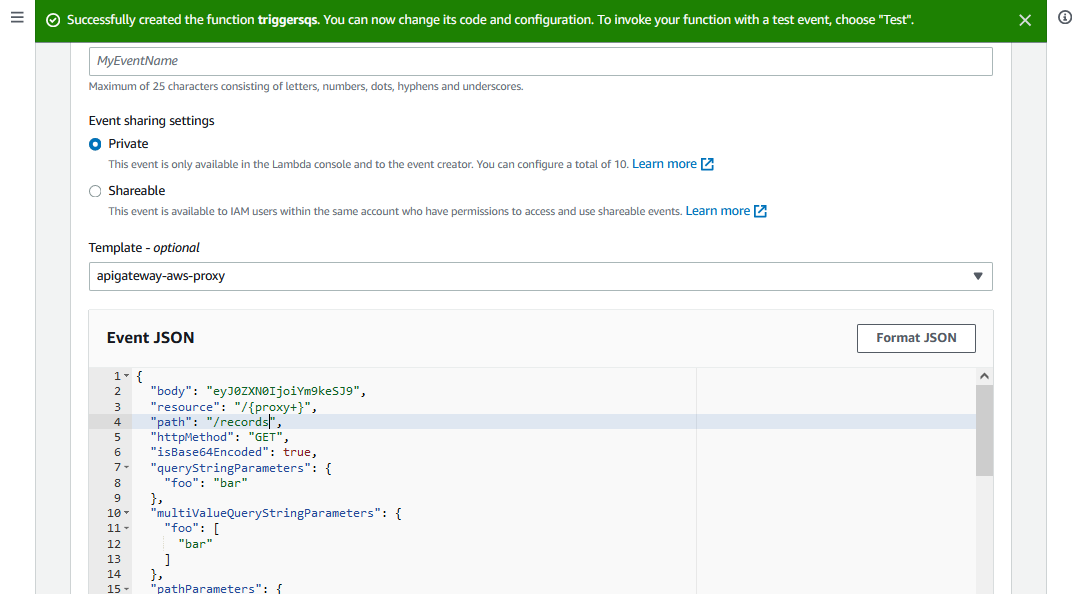 Successfully created the function triggersqs. You can now change its code and configuration. To invoke your function with a test event, choose "Test".
MyEventName
Maximum of 25 characters consisting of letters, numbers, dots, hyphens and underscores.
Event sharing settings
Private
This event is only available in the Lambda console and to the event creator. You can configure a total of 10. Learn more
Shareable
This event is available to IAM users within the same account who have permissions to access and use shareable events. Learn more
Template - optional
apigateway-aws-proxy
Event JSON
Format JSON
1 {
2 "body": "eyJ0ZXN0IjoiYm9keSJ9",
3 "resource": "/{proxy+}",
4 "path": "/records",
5 "httpMethod": "GET",
6 "isBase64Encoded": true,
7 "queryStringParameters": {
8 "foo": "bar"
9 },
10 "multiValueQueryStringParameters": {
11 "foo": [
12 "bar"
13 ]
14 },
15 "pathParameters": {